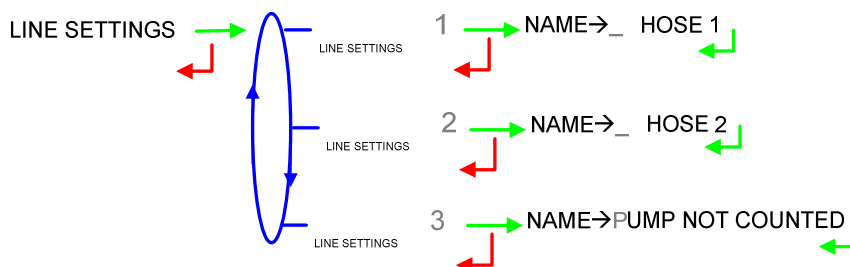 LINE SETTINGS
LINE SETTINGS 1 NAME→_ HOSE 1
LINE SETTINGS 2 NAME→_ HOSE 2
LINE SETTINGS 3 NAME→PUMP NOT COUNTED